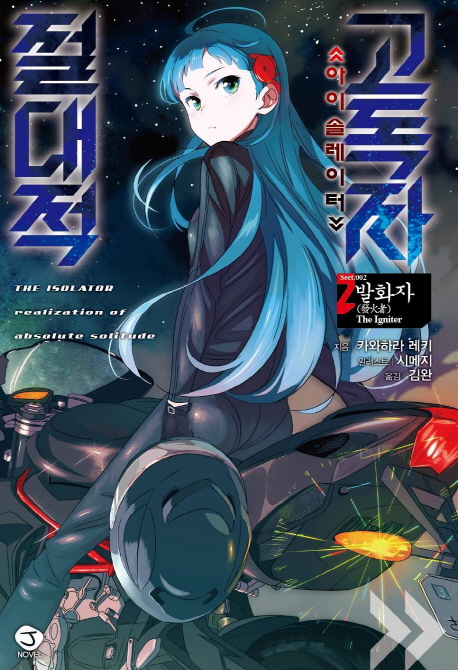 절대적
고독자
《아이솔레이터》
THE ISOLATOR
realization of
absolute solitude
Sect.002
2 발화자
(發火者)
The Igniter
지음 카와하라 레키
일러스트 시메지
옮김 김완
J
NOVEL